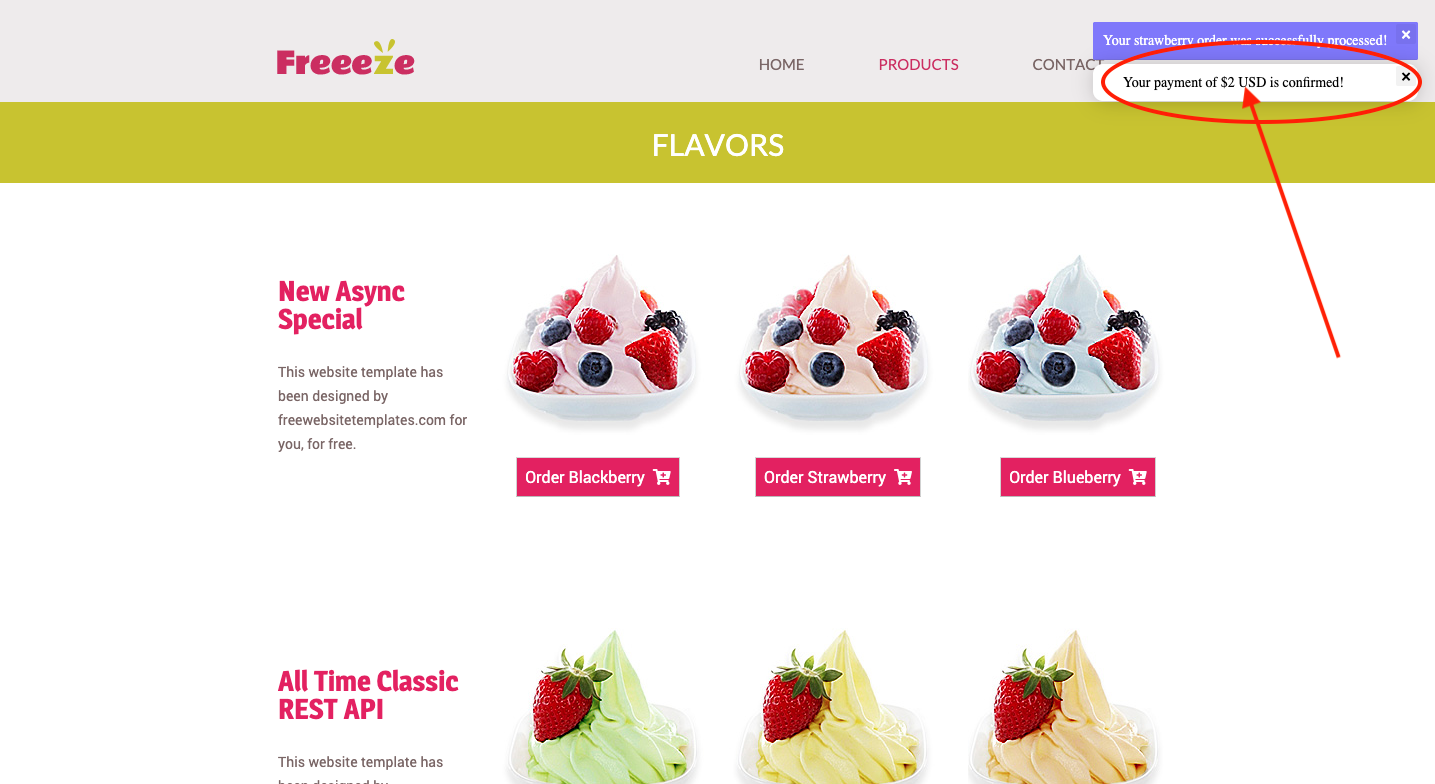 Your strawberry order was successfully processed!
Freeeze
HOME
PRODUCTS
CONTACT
Your payment of $2 USD is confirmed!
FLAVORS
New Async
Special
This website template has
been designed by
freewebsitetemplates.com for
you, for free.
Order Blackberry
Order Strawberry
Order Blueberry
All Time Classic
REST API
This website template has
been designed by